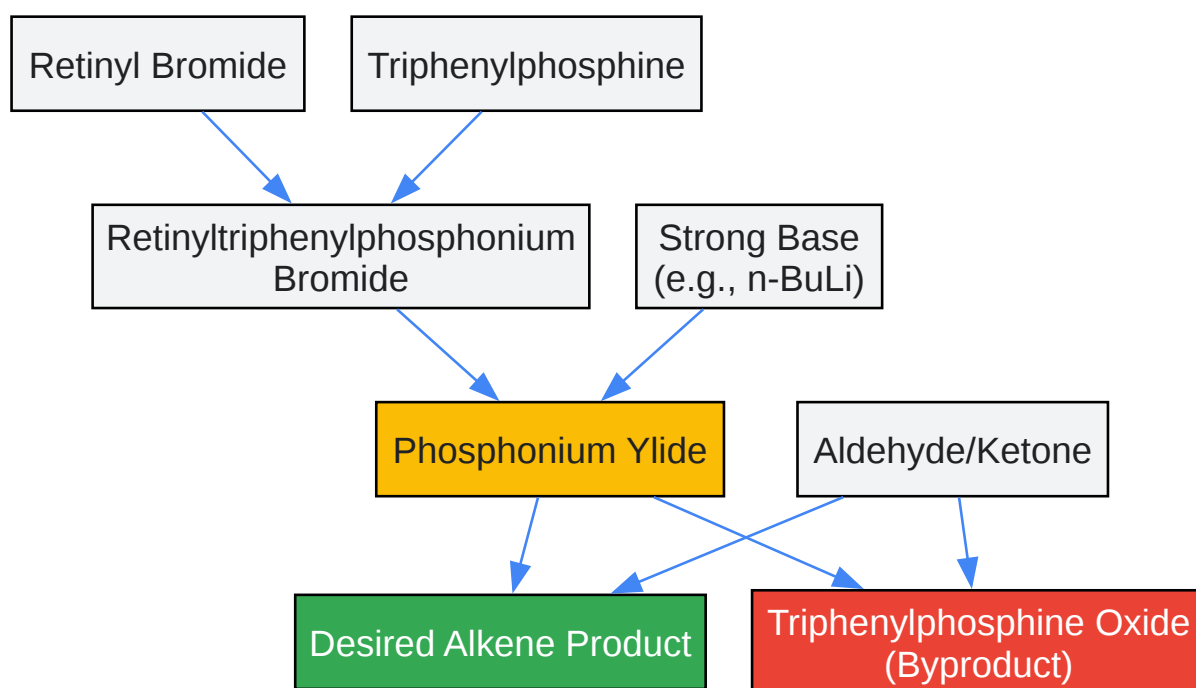 Retinyl Bromide
Triphenylphosphine
Retinyltriphenylphosphonium
Bromide
Strong Base
(e.g., n-BuLi)
Phosphonium Ylide
Aldehyde/Ketone
Desired Alkene Product
Triphenylphosphine Oxide
(Byproduct)